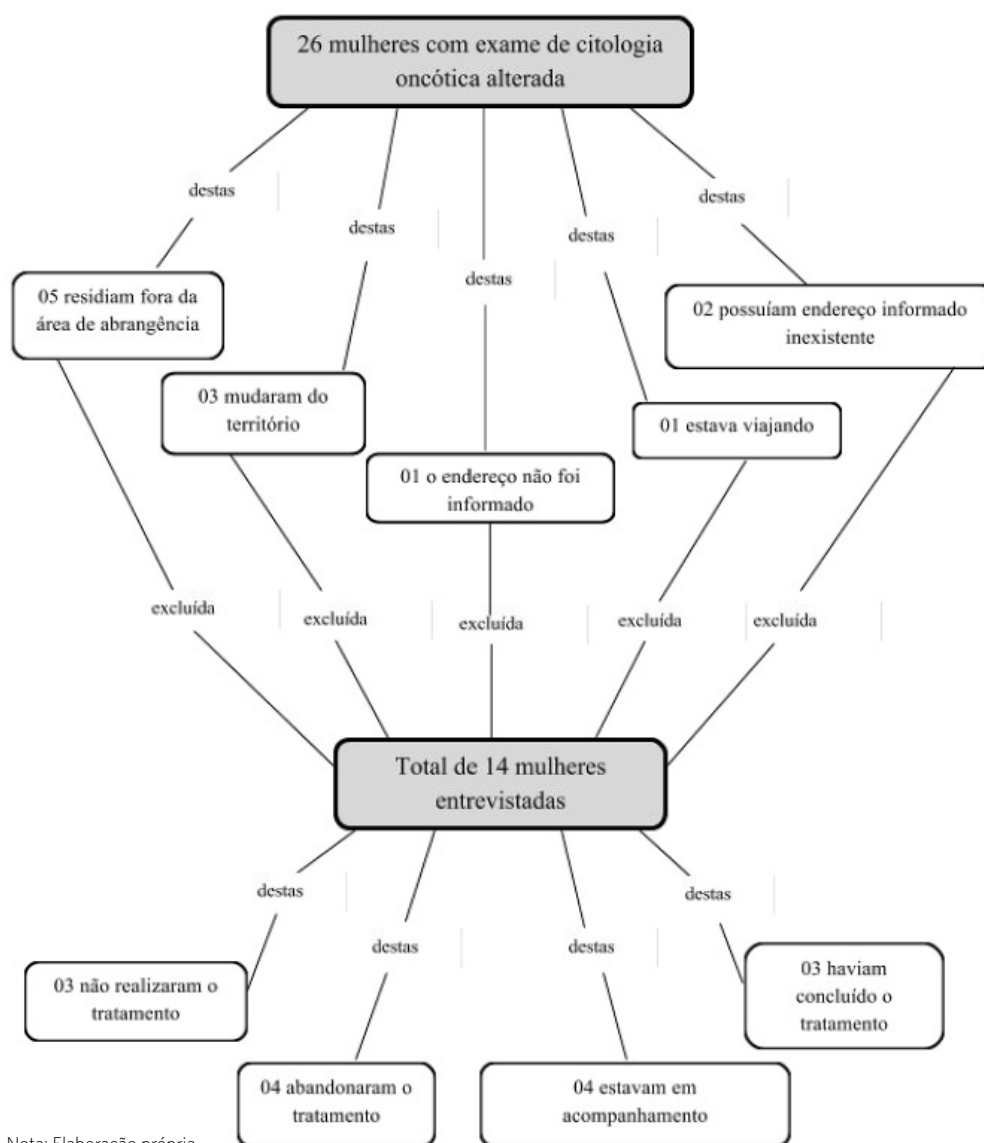 26 mulheres com exame de citologia
oncótica alterada
destas
destas
destas
destas
destas
05 residiam fora da
área de abrangência
03 mudaram do
território
01 o endereço não foi
informado
01 estava viajando
02 possuíam endereço informado
inexistente
excluída
excluída
excluída
excluída
excluída
Total de 14 mulheres
entrevistadas
destas
destas
destas
destas
03 não realizaram o
tratamento
04 abandonaram o
tratamento
04 estavam em
acompanhamento
03 haviam
concluído o
tratamento
Nota: Elaboração própria